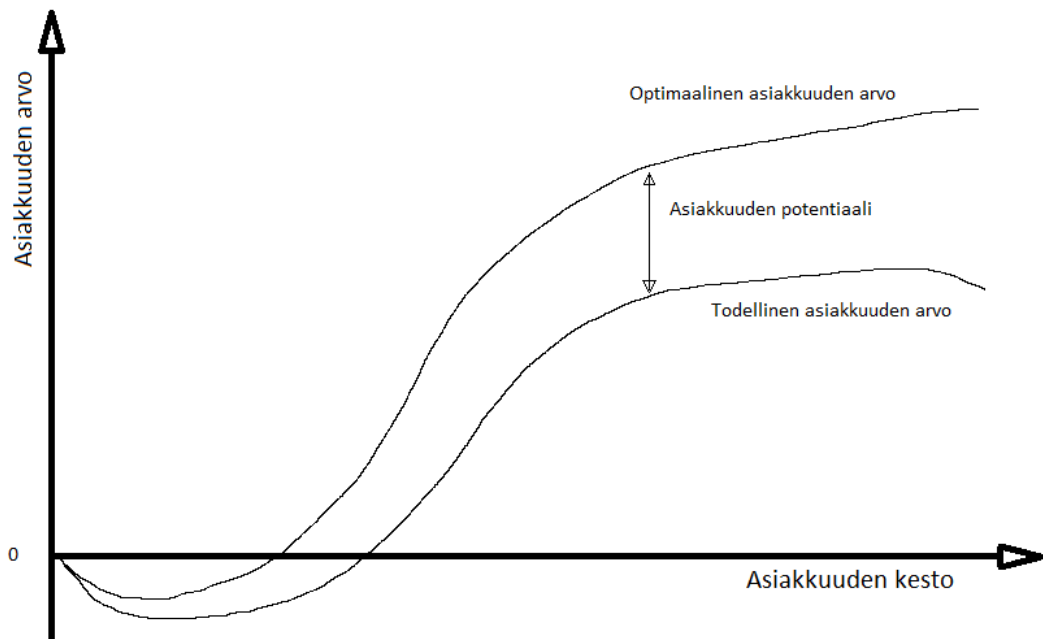 Asiakkuuden arvo
Optimaalinen asiakkuuden arvo
Asiakkuuden potentiaali
Todellinen asiakkuuden arvo
0
Asiakkuuden kesto